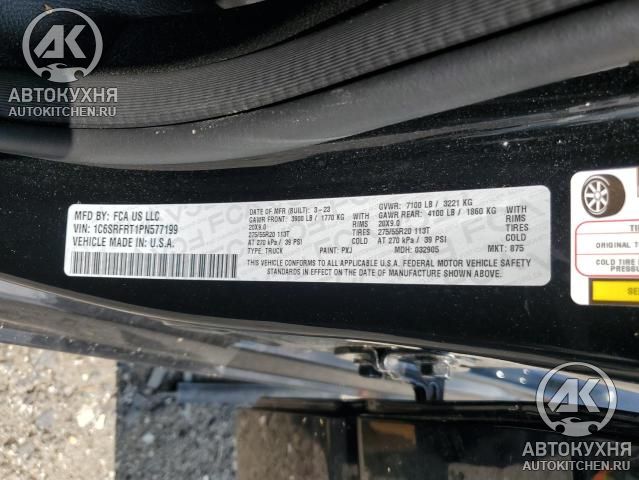 АК
АВТОКУХНЯ
AUTOKITCHEN.RU
MFD BY: FCA US LLC
VIN: 1C6SRFRT1PN577199
VEHICLE MADE IN: U.S.A.
DATE OF MFR (BUILT): 3-23
GVWR: 7100 LB / 3221 KG
GAWR FRONT: 3900 LB / 1770 KG
WITH
GAWR REAR: 4100 LB / 1860 KG
WITH
20X9.0
RIMS
20X9.0
RIMS
275/55R20 113T
TIRES
275/55R20 113T
TIRES
AT 270 kPa / 39 PSI
COLD
AT 270 kPa / 39 PSI
COLD
TYPE: TRUCK
PAINT: PXJ
MDH: 032905
MKT: 875
THIS VEHICLE CONFORMS TO ALL APPLICABLE U.S.A. FEDERAL MOTOR VEHICLE SAFETY
STANDARDS IN EFFECT ON THE DATE OF MANUFACTURE SHOWN ABOVE.
ORIGINAL
COLD TIRE
АК
АВТОКУХНЯ
AUTOKITCHEN.RU